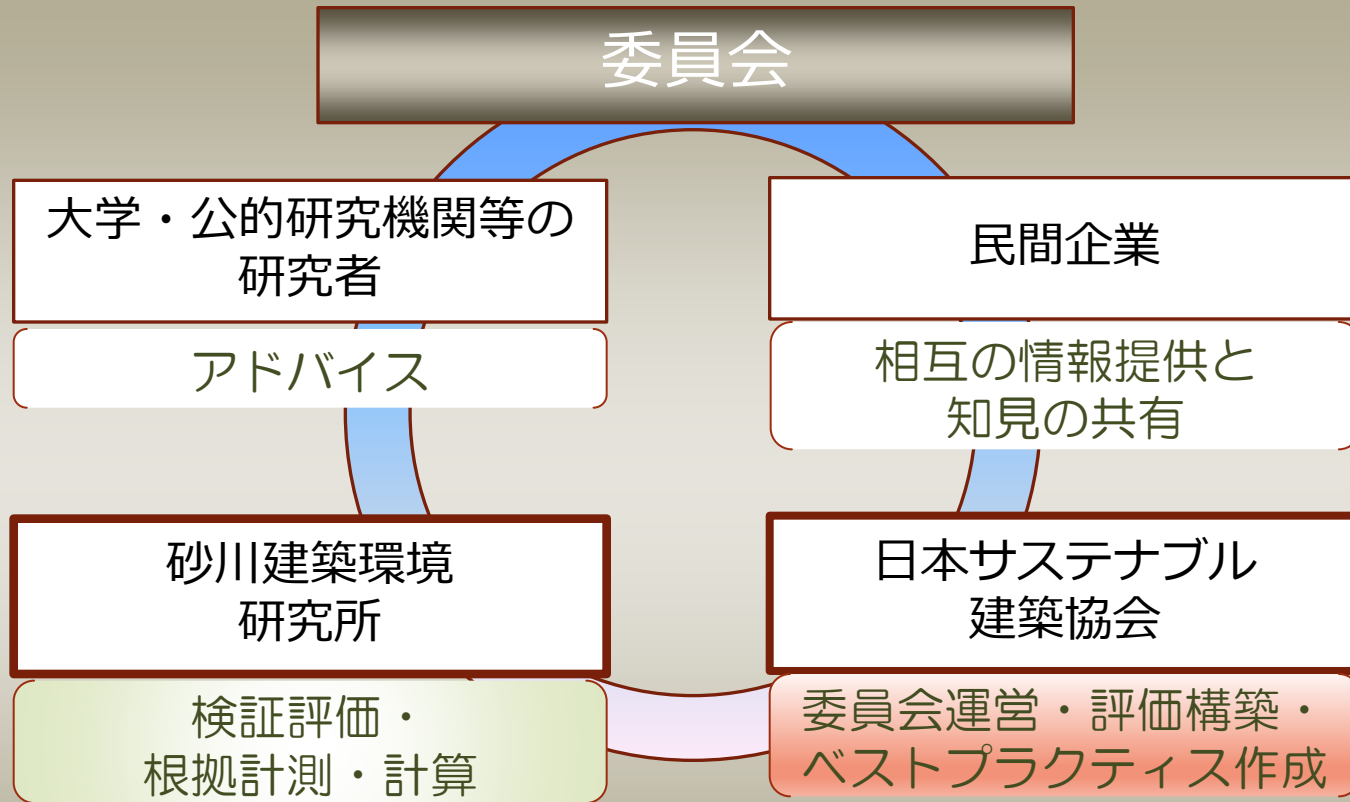 委員会
大学・公的研究機関等の
研究者
アドバイス
民間企業
相互の情報提供と
知見の共有
砂川建築環境
研究所
検証評価・
根拠計測・計算
日本サステナブル
建築協会
委員会運営・評価構築・
ベストプラクティス作成